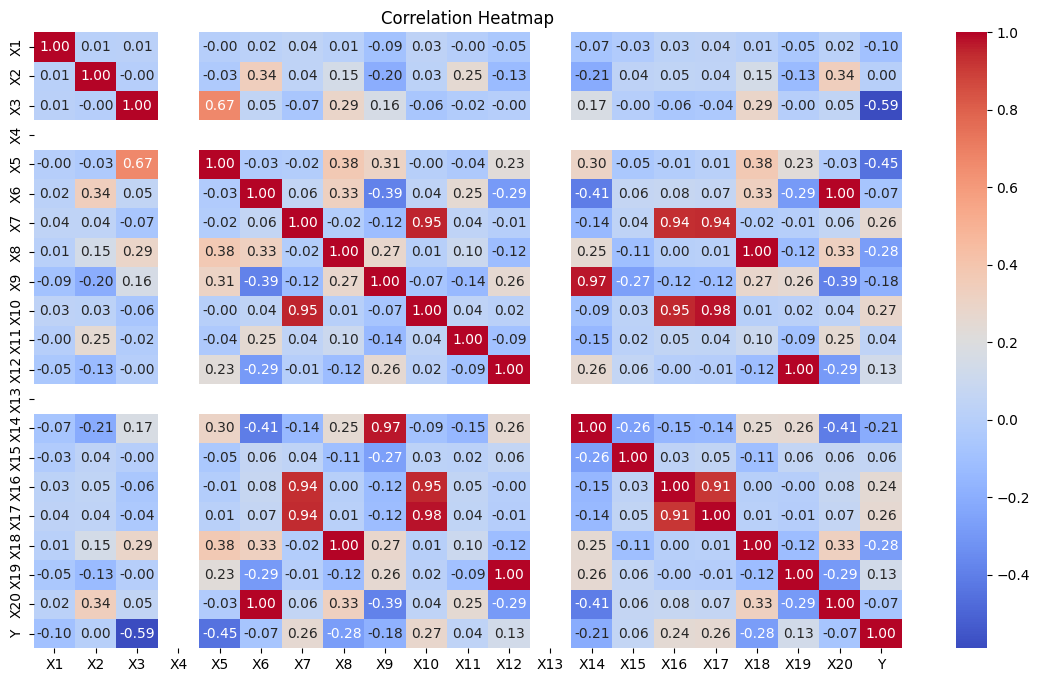 Correlation Heatmap
X1 1.00 0.01 0.01 -0.00 0.02 0.04 0.01 -0.09 0.03 -0.00 -0.05 -0.07 -0.03 0.03 0.04 0.01 -0.05 0.02 -0.10
X2 0.01 1.00 -0.00 -0.03 0.34 0.04 0.15 -0.20 0.03 0.25 -0.13 -0.21 0.04 0.05 0.04 0.15 -0.13 0.34 0.00
X3 0.01 -0.00 1.00 0.67 0.05 -0.07 0.29 0.16 -0.06 -0.02 -0.00 0.17 -0.00 -0.06 -0.04 0.29 -0.00 0.05 -0.59
X4
X5 -0.00 -0.03 0.67 1.00 -0.03 -0.02 0.38 0.31 -0.00 -0.04 0.23 0.30 -0.05 -0.01 0.01 0.38 0.23 -0.03 -0.45
X6 0.02 0.34 0.05 -0.03 1.00 0.06 0.33 -0.39 0.04 0.25 -0.29 -0.41 0.06 0.08 0.07 0.33 -0.29 1.00 -0.07
X7 0.04 0.04 -0.07 -0.02 0.06 1.00 -0.02 -0.12 0.95 0.04 -0.01 -0.14 0.04 0.94 0.94 -0.02 -0.01 0.06 0.26
X8 0.01 0.15 0.29 0.38 0.33 -0.02 1.00 0.27 0.01 0.10 -0.12 0.25 -0.11 0.00 0.01 1.00 -0.12 0.33 -0.28
X9 -0.09 -0.20 0.16 0.31 -0.39 -0.12 0.27 1.00 -0.07 -0.14 0.26 0.97 -0.27 -0.12 -0.12 0.27 0.26 -0.39 -0.18
X10 0.03 0.03 -0.06 -0.00 0.04 0.95 0.01 -0.07 1.00 0.04 0.02 -0.09 0.03 0.95 0.98 0.01 0.02 0.04 0.27
X11 -0.00 0.25 -0.02 -0.04 0.25 0.04 0.10 -0.14 0.04 1.00 -0.09 -0.15 0.02 0.05 0.04 0.10 -0.09 0.25 0.04
X12 -0.05 -0.13 -0.00 0.23 -0.29 -0.01 -0.12 0.26 0.02 -0.09 1.00 0.26 0.06 -0.00 -0.01 -0.12 1.00 -0.29 0.13
X13
X14 -0.07 -0.21 0.17 0.30 -0.41 -0.14 0.25 0.97 -0.09 -0.15 0.26 1.00 -0.26 -0.15 -0.14 0.25 0.26 -0.41 -0.21
X15 -0.03 0.04 -0.00 -0.05 0.06 0.04 -0.11 -0.27 0.03 0.02 0.06 -0.26 1.00 0.03 0.05 -0.11 0.06 0.06 0.06
X16 0.03 0.05 -0.06 -0.01 0.08 0.94 0.00 -0.12 0.95 0.05 -0.00 -0.15 0.03 1.00 0.91 0.00 -0.00 0.08 0.24
X17 0.04 0.04 -0.04 0.01 0.07 0.94 0.01 -0.12 0.98 0.04 -0.01 -0.14 0.05 0.91 1.00 0.01 -0.01 0.07 0.26
X18 0.01 0.15 0.29 0.38 0.33 -0.02 1.00 0.27 0.01 0.10 -0.12 0.25 -0.11 0.00 0.01 1.00 -0.12 0.33 -0.28
X19 -0.05 -0.13 -0.00 0.23 -0.29 -0.01 -0.12 0.26 0.02 -0.09 1.00 0.26 0.06 -0.00 -0.01 -0.12 1.00 -0.29 0.13
X20 0.02 0.34 0.05 -0.03 1.00 0.06 0.33 -0.39 0.04 0.25 -0.29 -0.41 0.06 0.08 0.07 0.33 -0.29 1.00 -0.07
Y -0.10 0.00 -0.59 -0.45 -0.07 0.26 -0.28 -0.18 0.27 0.04 0.13 -0.21 0.06 0.24 0.26 -0.28 0.13 -0.07 1.00
X1 X2 X3 X4 X5 X6 X7 X8 X9 X10 X11 X12 X13 X14 X15 X16 X17 X18 X19 X20 Y
1.0
0.8
0.6
0.4
0.2
0.0
−0.2
−0.4